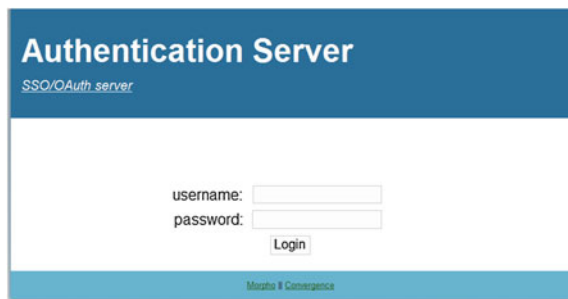 Authentication Server
SSO/OAuth server
username:
password:
Login
Morpho || Convergence